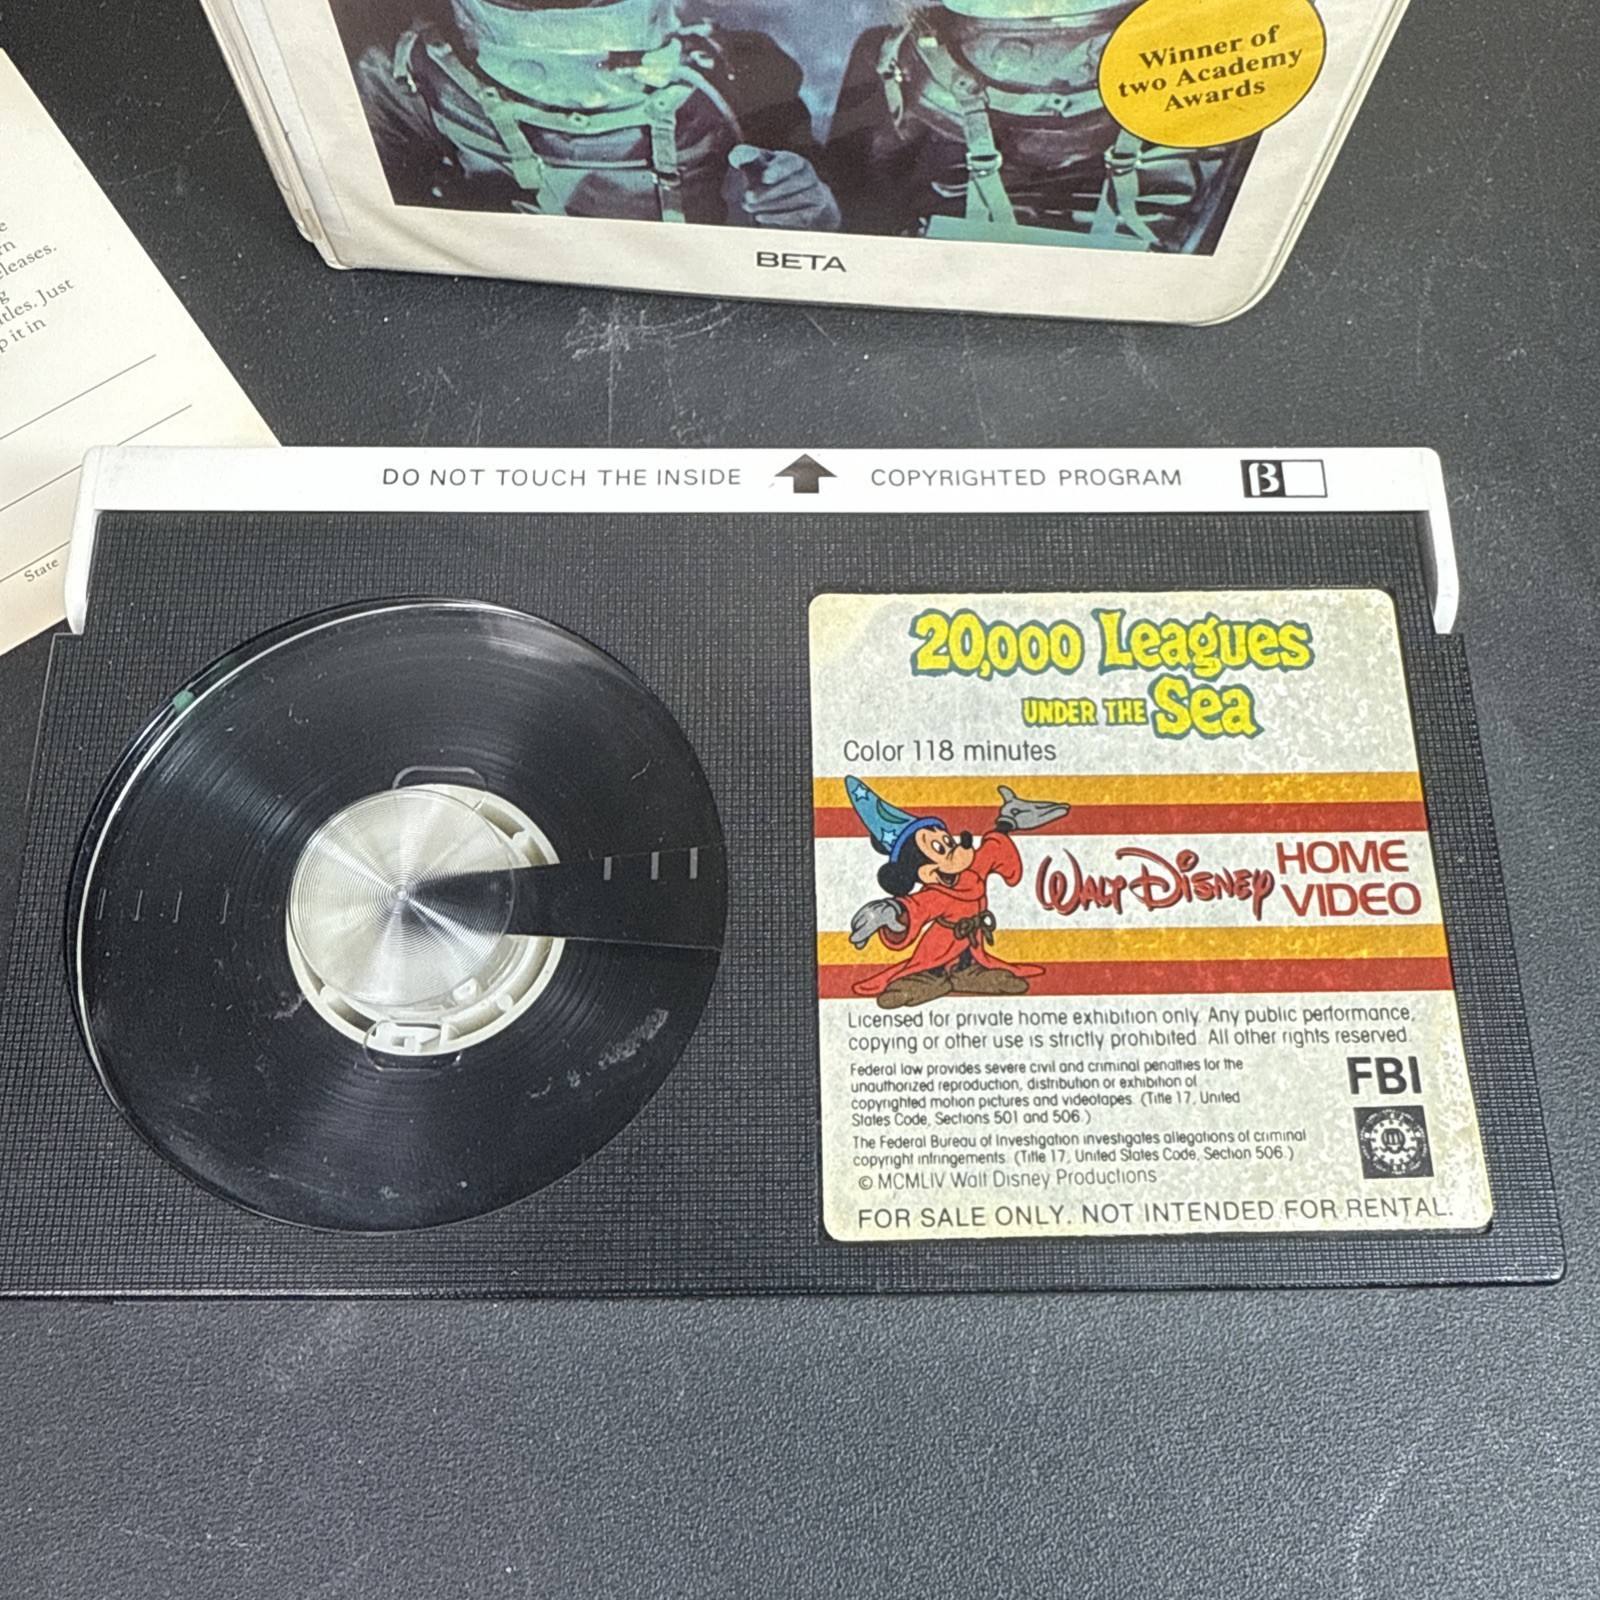 Winner of
two Academy
Awards
BETA
eleases.
itles. Just
p it in
State
DO NOT TOUCH THE INSIDE COPYRIGHTED PROGRAM β
20,000 Leagues
UNDER THE Sea
Color 118 minutes
WALT DISNEY HOME
VIDEO
Licensed for private home exhibition only. Any public performance,
copying or other use is strictly prohibited. All other rights reserved.
Federal law provides severe civil and criminal penalties for the
unauthorized reproduction, distribution or exhibition of
copyrighted motion pictures and videotapes. (Title 17, United
States Code, Sections 501 and 506.)
FBI
The Federal Bureau of Investigation investigates allegations of criminal
copyright infringements. (Title 17, United States Code, Section 506.)
© MCMLIV Walt Disney Productions
FOR SALE ONLY. NOT INTENDED FOR RENTAL.